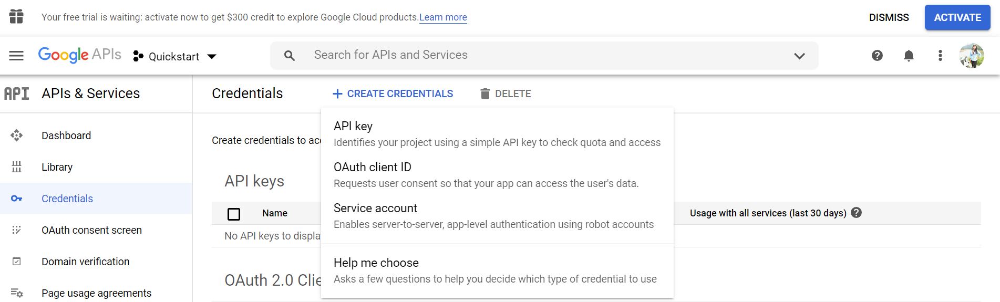 Your free trial is waiting: activate now to get $300 credit to explore Google Cloud products. Learn more
DISMISS
ACTIVATE
Google APIs
Quickstart
Search for APIs and Services
API
APIs & Services
Credentials
+ CREATE CREDENTIALS
DELETE
Dashboard
Library
Credentials
OAuth consent screen
Domain verification
Page usage agreements
Create credentials to acc
API keys
Name
Usage with all services (last 30 days)
No API keys to displa
OAuth 2.0 Clie
API key
Identifies your project using a simple API key to check quota and access
OAuth client ID
Requests user consent so that your app can access the user's data.
Service account
Enables server-to-server, app-level authentication using robot accounts
Help me choose
Asks a few questions to help you decide which type of credential to use